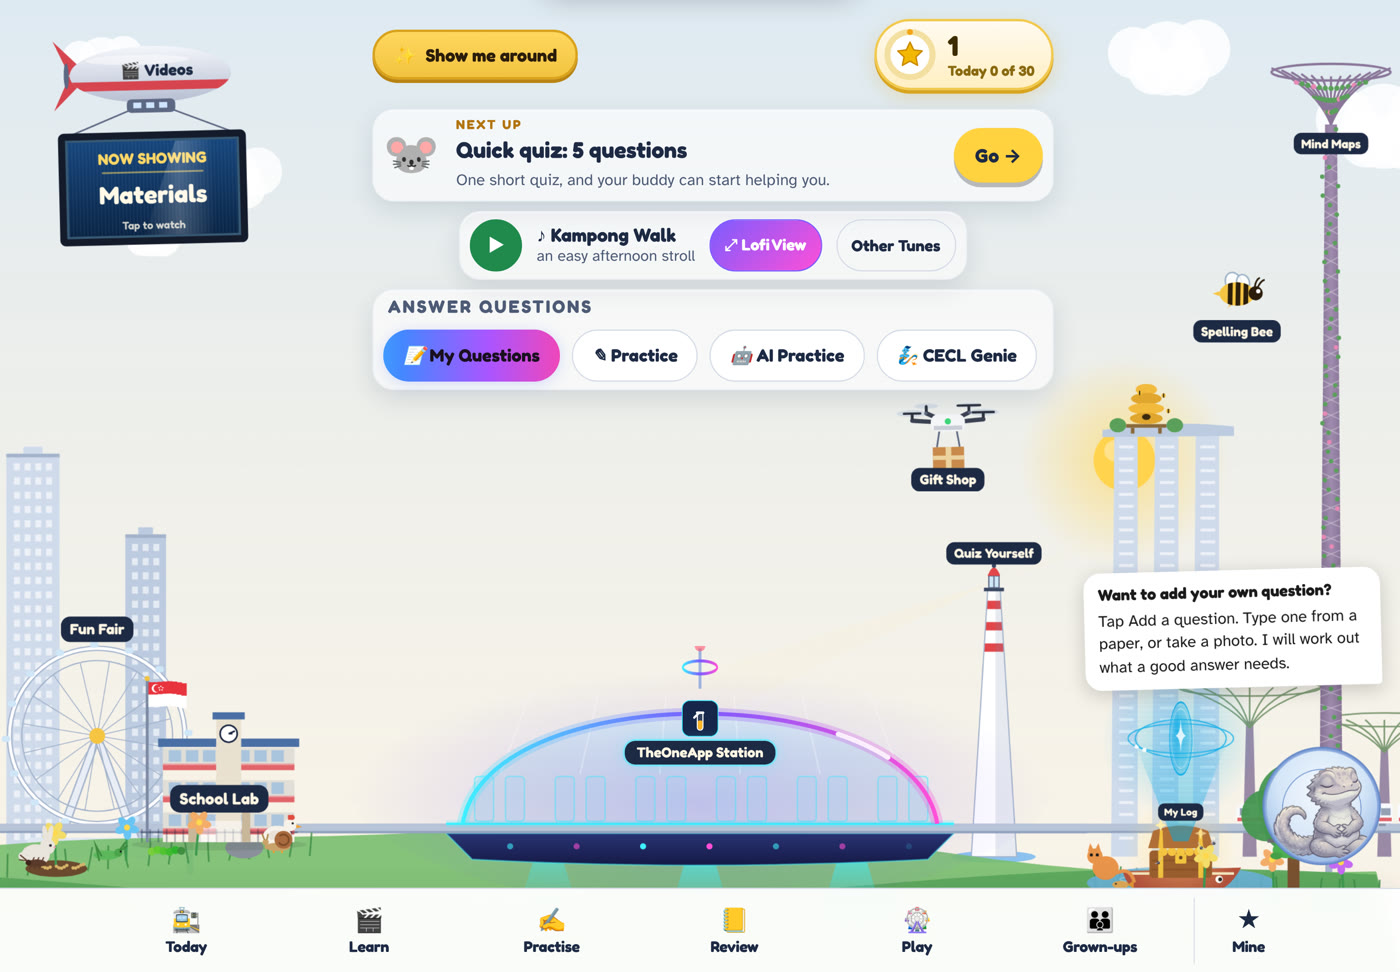 Videos
NOW SHOWING
Materials
Tap to watch
Show me around
1
Today 0 of 30
NEXT UP
Quick quiz: 5 questions
One short quiz, and your buddy can start helping you.
Go →
♪ Kampong Walk
an easy afternoon stroll
Lofi View
Other Tunes
ANSWER QUESTIONS
My Questions
Practice
AI Practice
CECL Genie
Mind Maps
Spelling Bee
Gift Shop
Quiz Yourself
Want to add your own question?
Tap Add a question. Type one from a
paper, or take a photo. I will work out
what a good answer needs.
Fun Fair
School Lab
TheOneApp Station
My Log
Today
Learn
Practise
Review
Play
Grown-ups
Mine